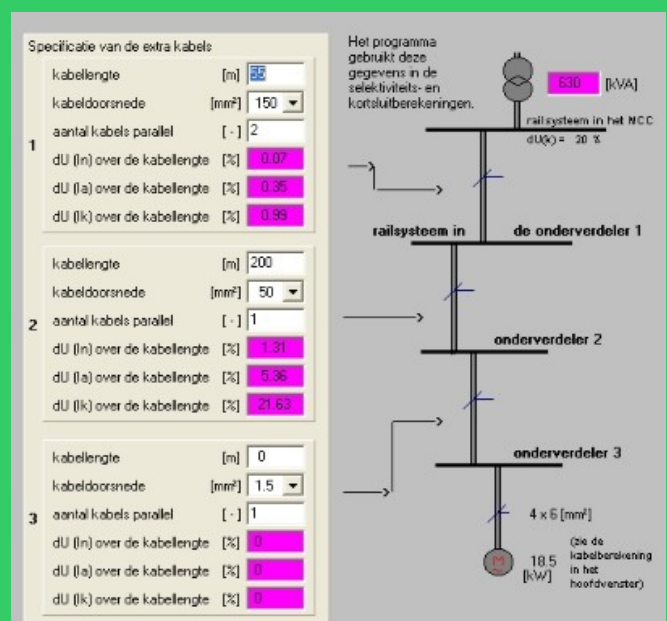 Specificatie van de extra kabels
1
kabellengte [m] 55
kabeldoorsnede [mm²] 150
aantal kabels parallel [-] 2
dU (In) over de kabellengte [%] 0.07
dU (Ia) over de kabellengte [%] 0.35
dU (Ik) over de kabellengte [%] 0.99
2
kabellengte [m] 200
kabeldoorsnede [mm²] 50
aantal kabels parallel [-] 1
dU (In) over de kabellengte [%] 1.31
dU (Ia) over de kabellengte [%] 5.36
dU (Ik) over de kabellengte [%] 21.63
3
kabellengte [m] 0
kabeldoorsnede [mm²] 1.5
aantal kabels parallel [-] 1
dU (In) over de kabellengte [%] 0
dU (Ia) over de kabellengte [%] 0
dU (Ik) over de kabellengte [%] 0
Het programma
gebruikt deze
gegevens in de
selektiviteits- en
kortsluitberekeningen.
630 [kVA]
railsysteem in het NCC
dU(k) = 20 %
railsysteem in de onderverdeler 1
onderverdeler 2
onderverdeler 3
4 x 6 [mm²]
M
18.5
[kW]
(zie de
kabelberekening
in het
hoofdvenster)